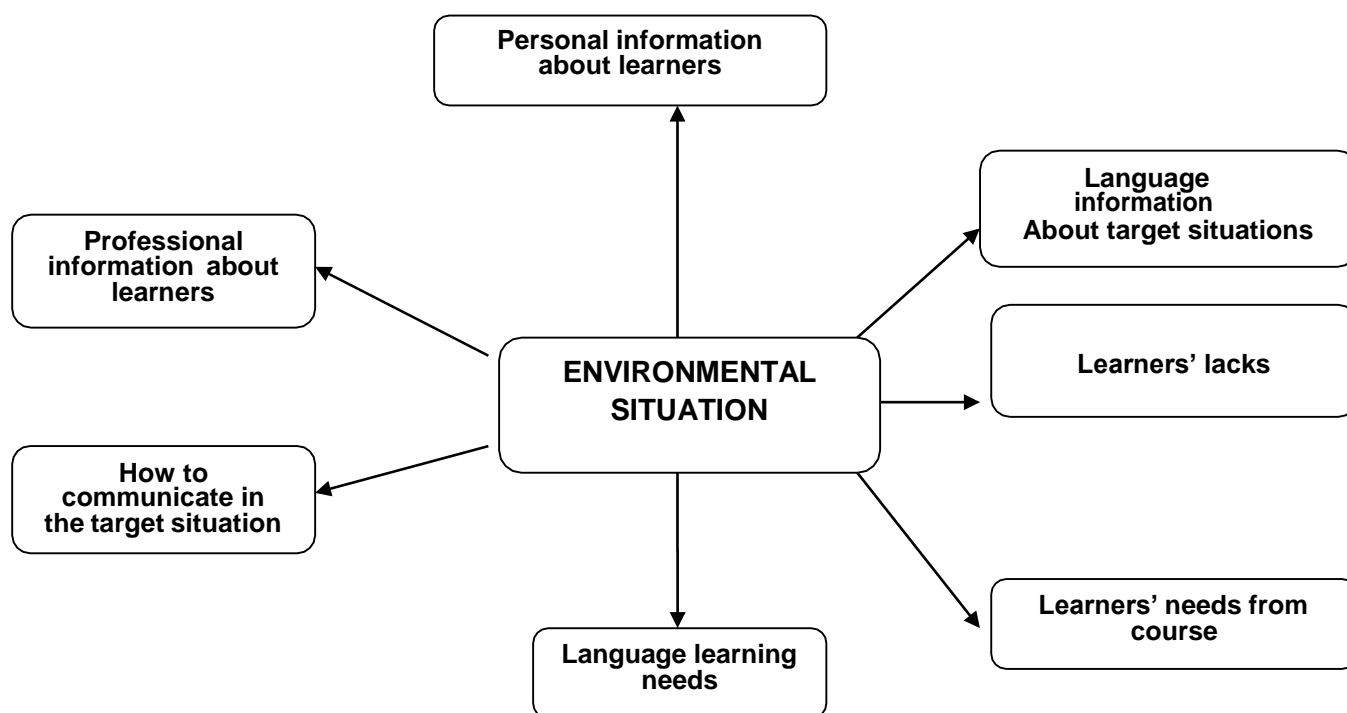 Personal information
about learners
Language
information
About target situations
Professional
information about
learners
Learners’ lacks
ENVIRONMENTAL
SITUATION
How to
communicate in
the target situation
Learners’ needs from
course
Language learning
needs